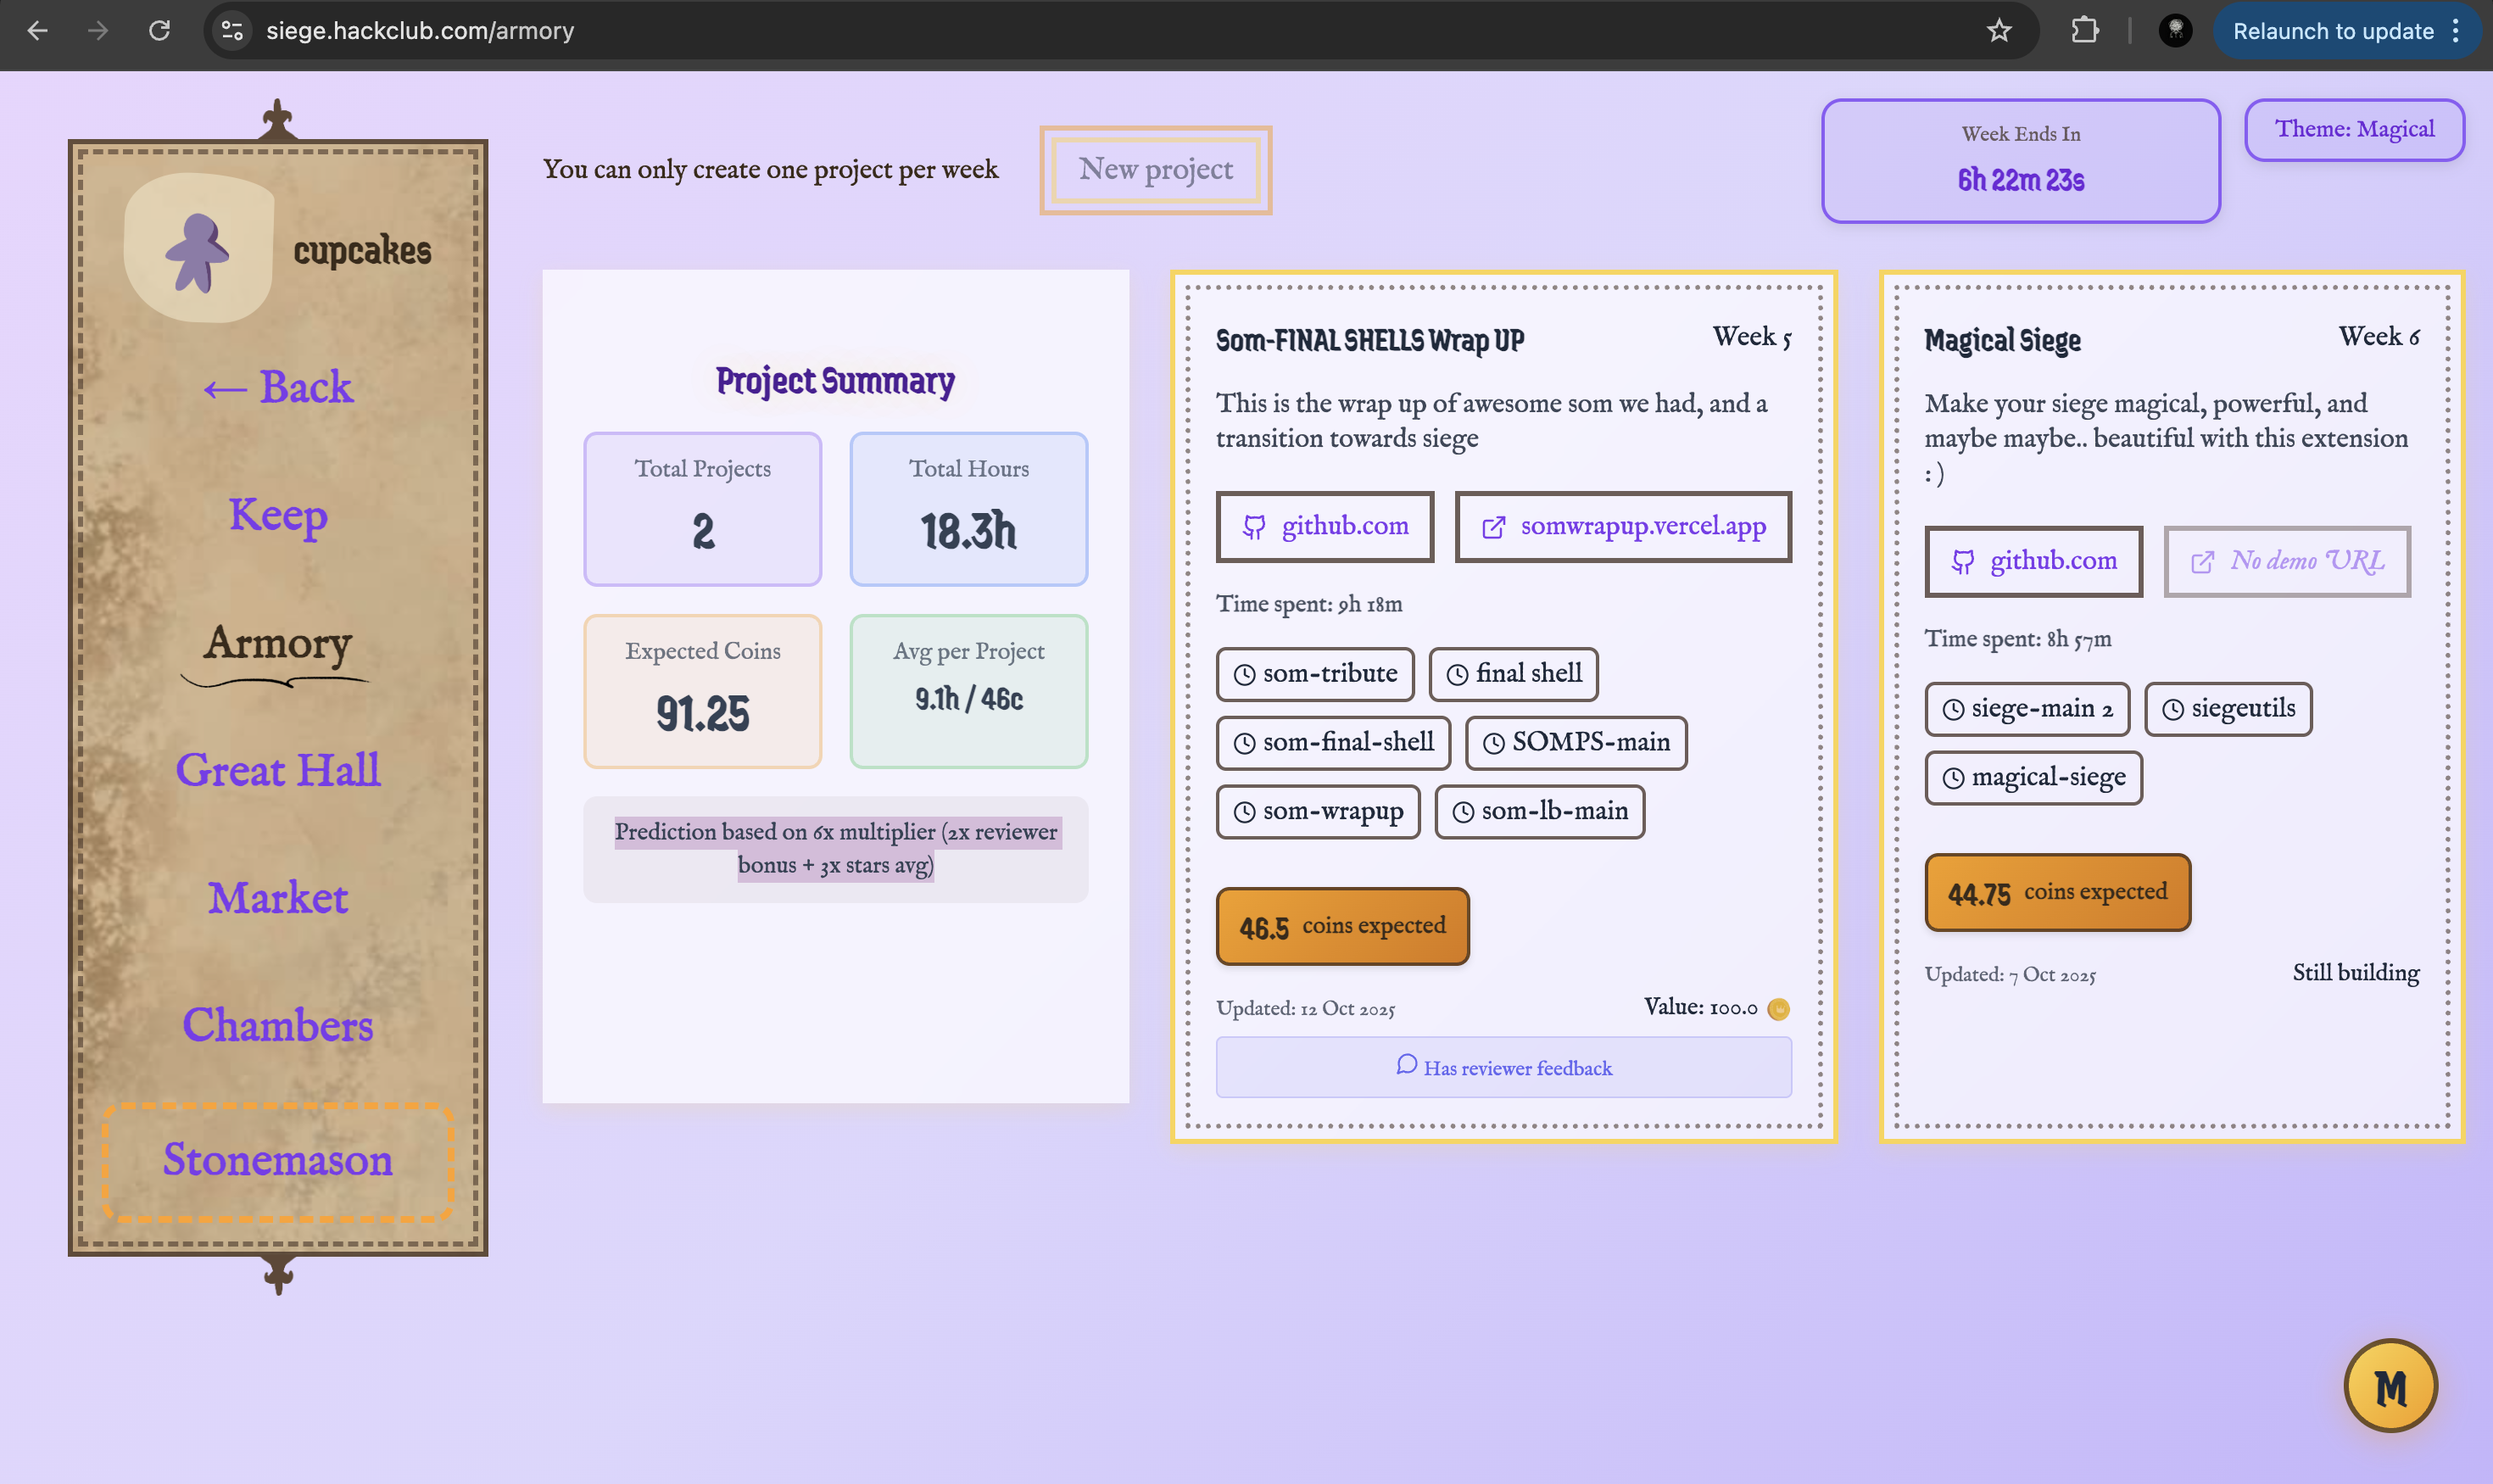 siege.hackclub.com/armory
Relaunch to update
cupcakes
← Back
Keep
Armory
Great Hall
Market
Chambers
Stonemason
You can only create one project per week
New project
Week Ends In
6h 22m 23s
Theme: Magical
Project Summary
Total Projects
2
Total Hours
18.3h
Expected Coins
91.25
Avg per Project
9.1h / 46c
Prediction based on 6x multiplier (2x reviewer
bonus + 3x stars avg)
Som-FINAL SHELLS Wrap UP
Week 5
This is the wrap up of awesome som we had, and a
transition towards siege
github.com
somwrapup.vercel.app
Time spent: 9h 18m
som-tribute
final shell
som-final-shell
SOMPS-main
som-wrapup
som-lb-main
46.5 coins expected
Updated: 12 Oct 2025
Value: 100.0
Has reviewer feedback
Magical Siege
Week 6
Make your siege magical, powerful, and
maybe maybe.. beautiful with this extension
: )
github.com
No demo URL
Time spent: 8h 57m
siege-main 2
siegeutils
magical-siege
44.75 coins expected
Updated: 7 Oct 2025
Still building
M